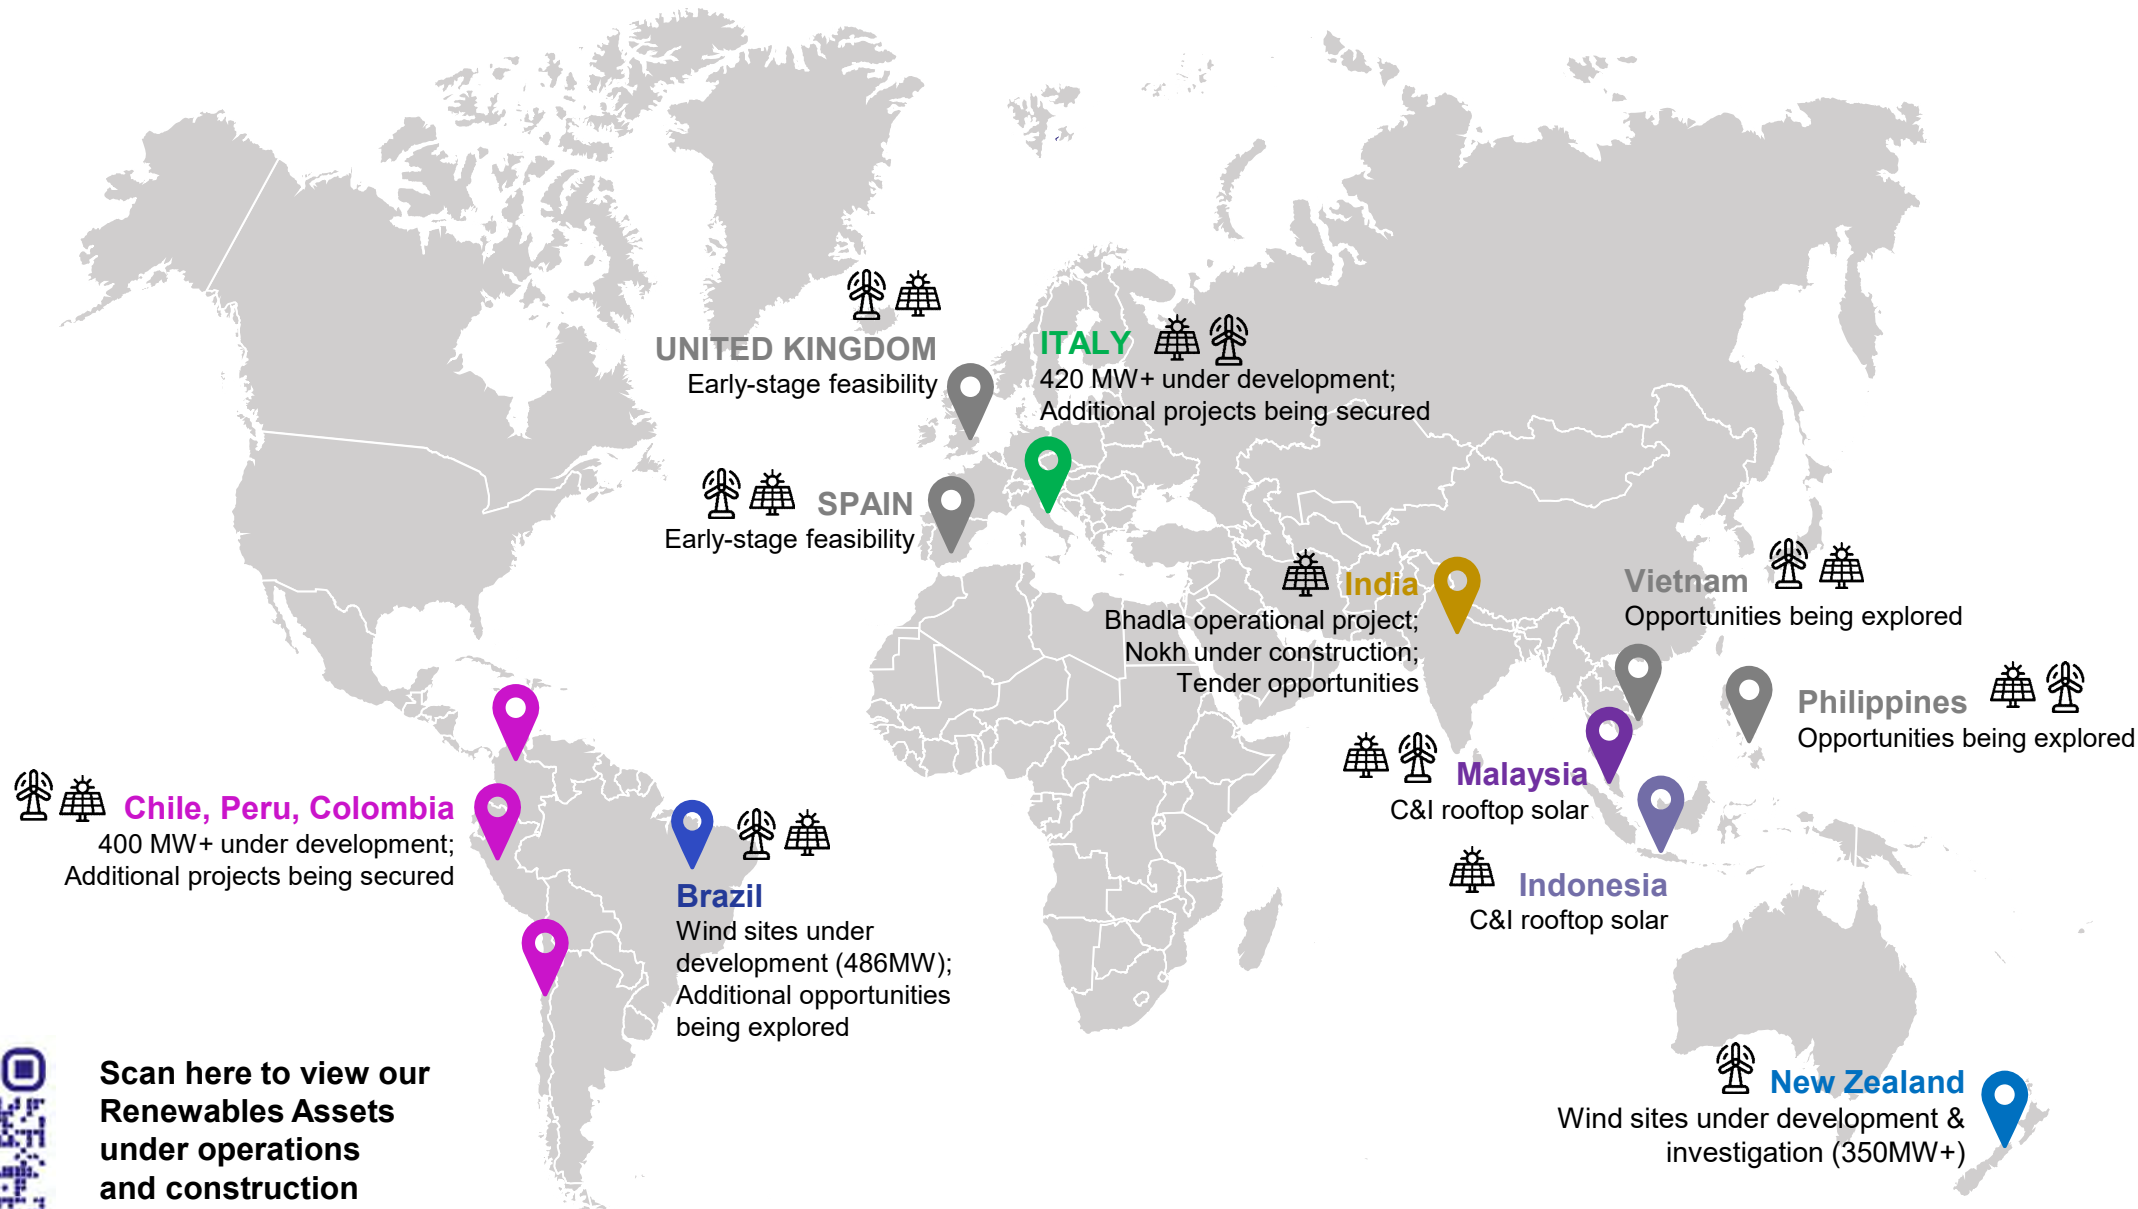 UNITED KINGDOM
Early-stage feasibility
ITALY
420 MW+ under development;
Additional projects being secured
SPAIN
Early-stage feasibility
India
Bhadla operational project;
Nokh under construction;
Tender opportunities
Vietnam
Opportunities being explored
Philippines
Opportunities being explored
Malaysia
C&I rooftop solar
Chile, Peru, Colombia
400 MW+ under development;
Additional projects being secured
Brazil
Wind sites under
development (486MW);
Additional opportunities
being explored
Indonesia
C&I rooftop solar
New Zealand
Wind sites under development &
investigation (350MW+)
Scan here to view our
Renewables Assets
under operations
and construction